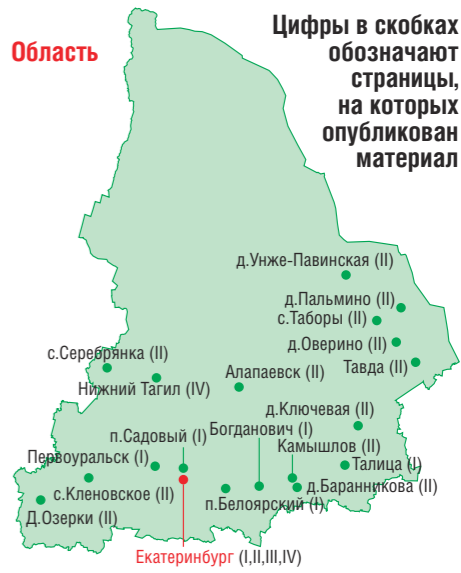 Область
Цифры в скобках
обозначают
страницы,
на которых
опубликован
материал
д.Унже-Павинская (II)
д.Пальмино (II)
с.Таборы (II)
д.Оверино (II)
Тавда (II)
с.Серебрянка (II)
Нижний Тагил (IV)
Алапаевск (II)
д.Ключевая (II)
Богданович (I)
п.Садовый (I)
Камышлов (II)
Первоуральск (I)
Талица (I)
с.Кленовское (II)
д.Баранникова (II)
п.Белоярский (I)
Д.Озерки (II)
Екатеринбург (I,II,III,IV)